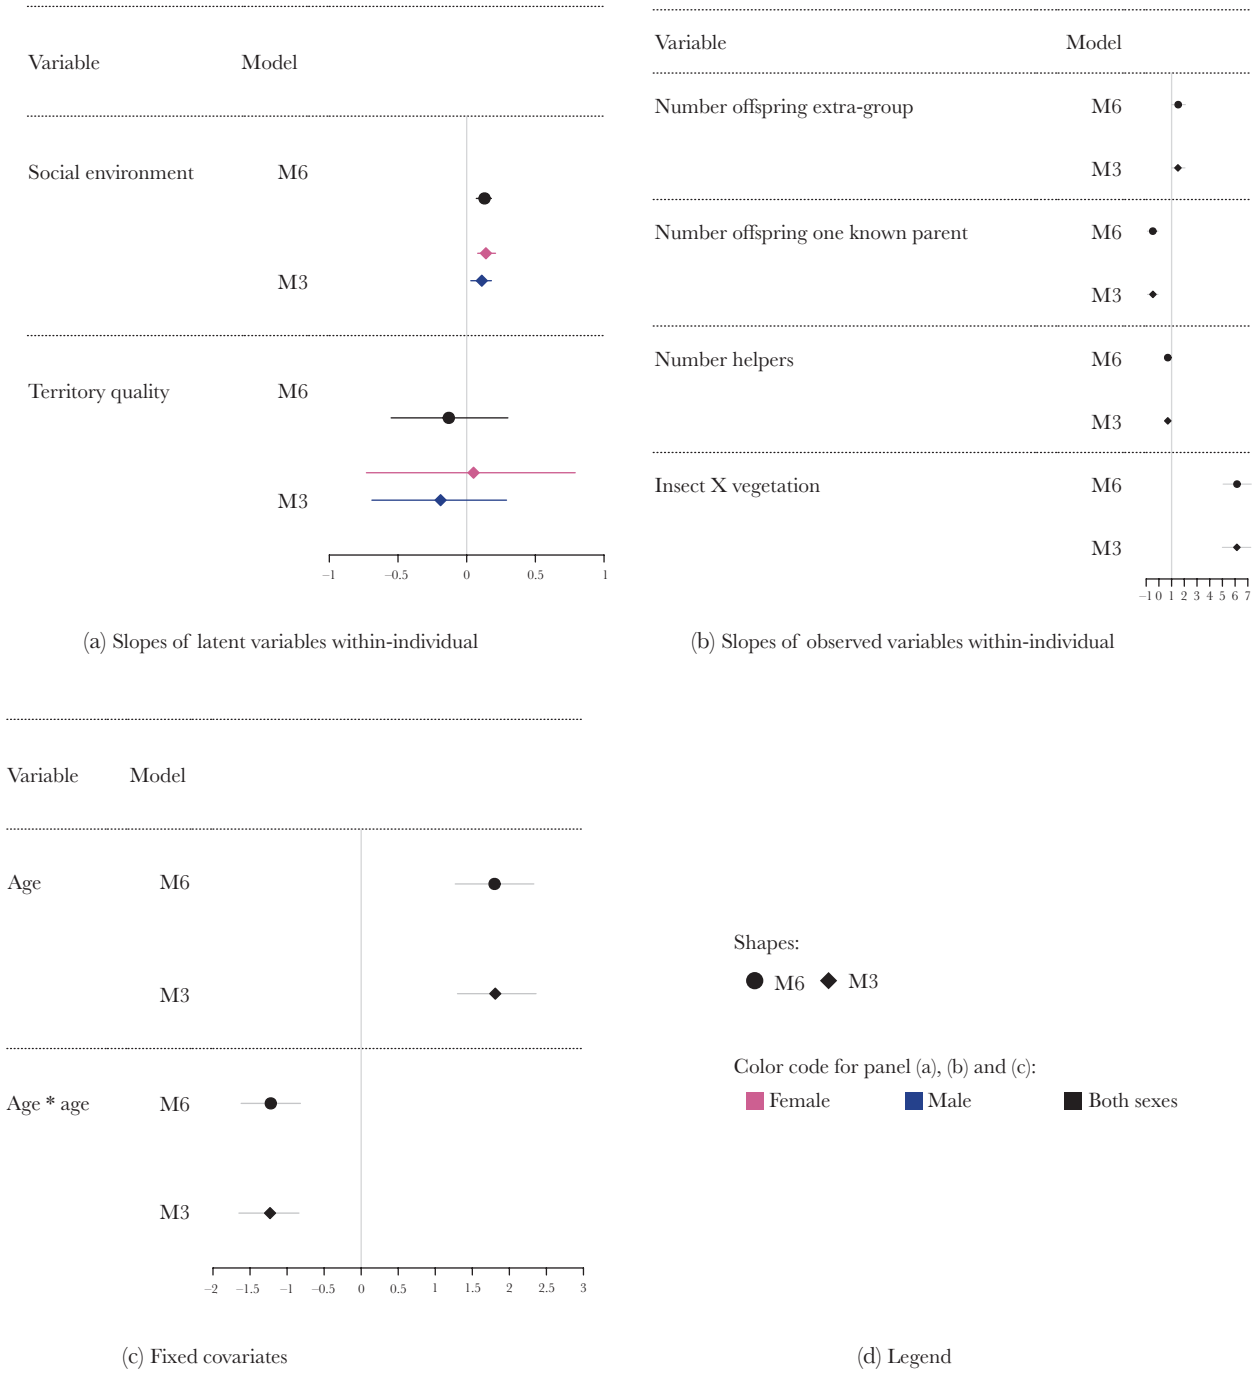 Variable Model
Social environment M6
M3
Territory quality M6
M3
−1 −0.5 0 0.5 1
(a) Slopes of latent variables within-individual
Variable Model
Number offspring extra-group M6
M3
Number offspring one known parent M6
M3
Number helpers M6
M3
Insect X vegetation M6
M3
−1 0 1 2 3 4 5 6 7
(b) Slopes of observed variables within-individual
Variable Model
Age M6
M3
Age * age M6
M3
−2 −1.5 −1 −0.5 0 0.5 1 1.5 2 2.5 3
(c) Fixed covariates
Shapes:
M6 M3
Color code for panel (a), (b) and (c):
Female Male Both sexes
(d) Legend